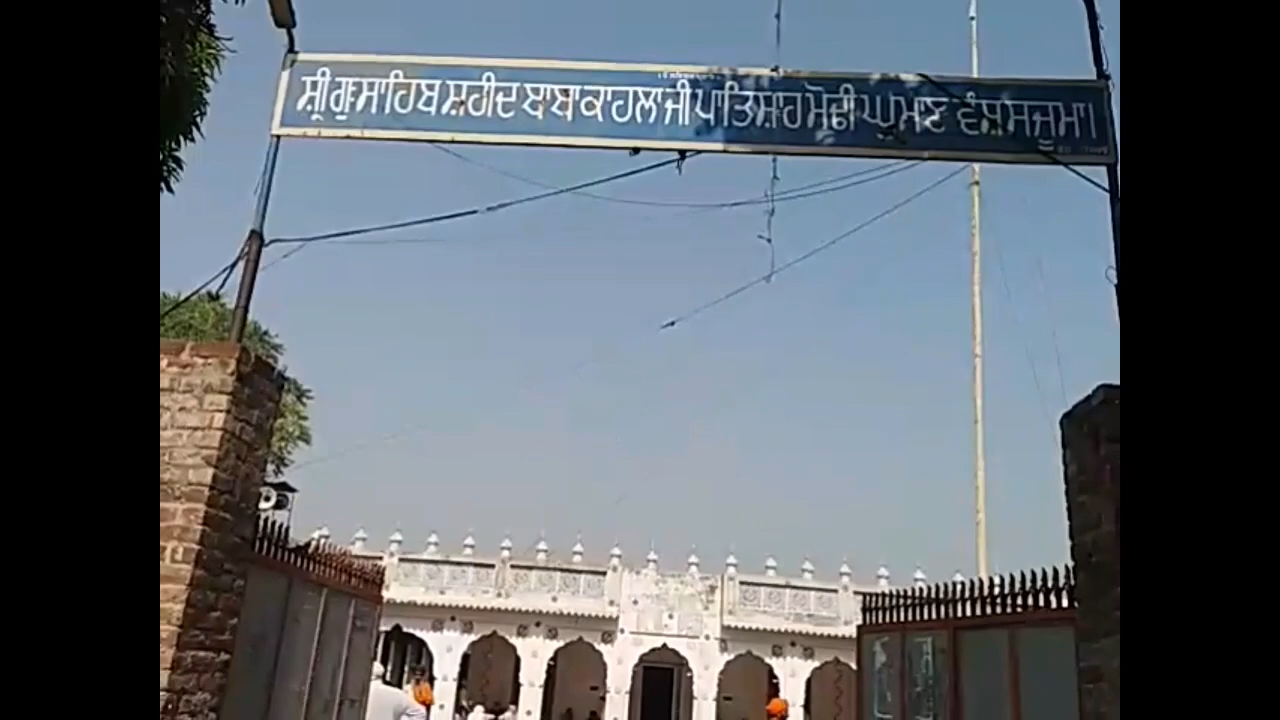 ਸ਼੍ਰੀ ਗੁ: ਸਾਹਿਬ ਸ਼ਹੀਦ ਬਾਬਾ ਕਾਹਲਾ ਜੀ ਪਾਤਿਸ਼ਾਹ ਮੋਢੀ ਘੁਮਾਣ ਵੰਸ਼ ਸਜੂਮਾ।